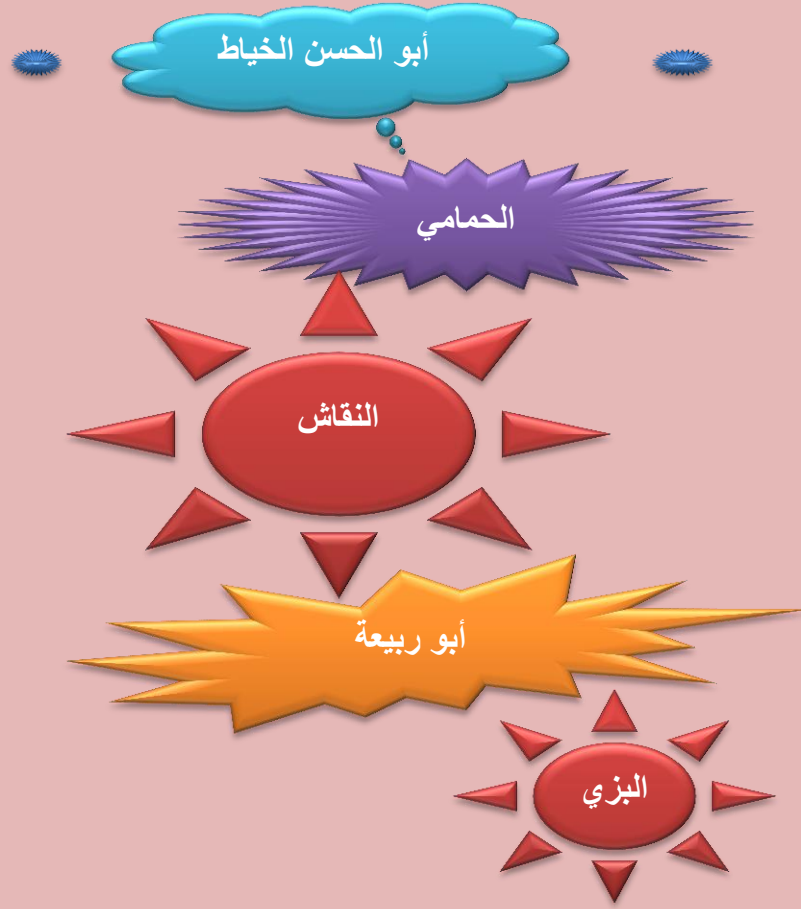 أبو الحسن الخياط
الحمامي
النقاش
أبو ربيعة
البزي